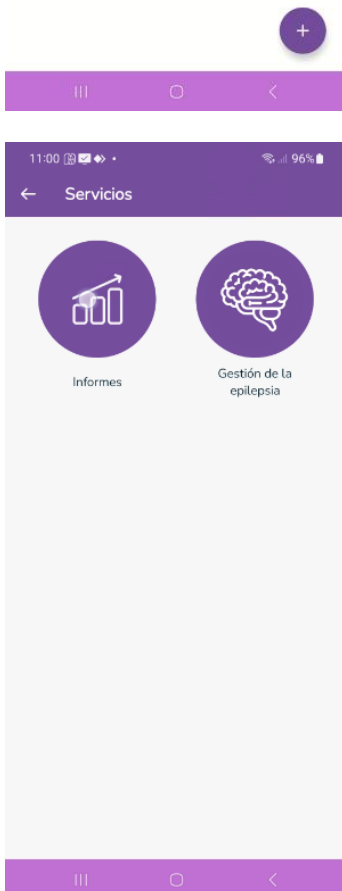 +
11:00 96%
Servicios
Informes
Gestión de la
epilepsia